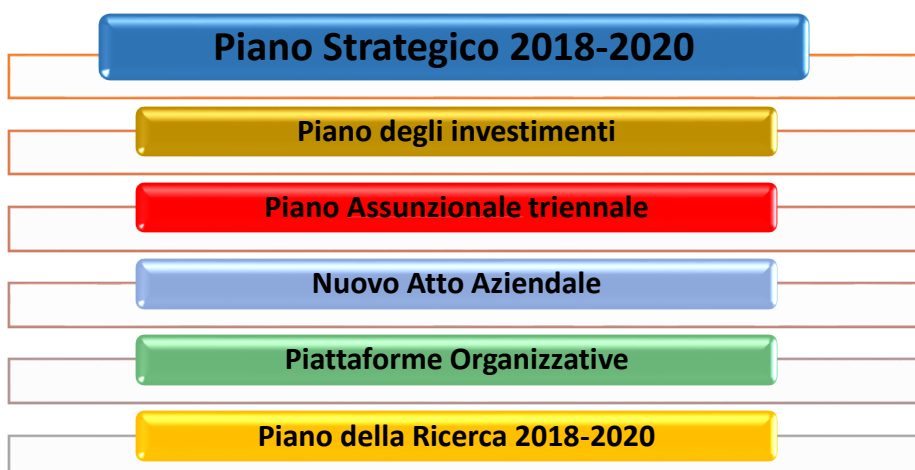 Piano Strategico 2018-2020
Piano degli investimenti
Piano Assunzionale triennale
Nuovo Atto Aziendale
Piattaforme Organizzative
Piano della Ricerca 2018-2020